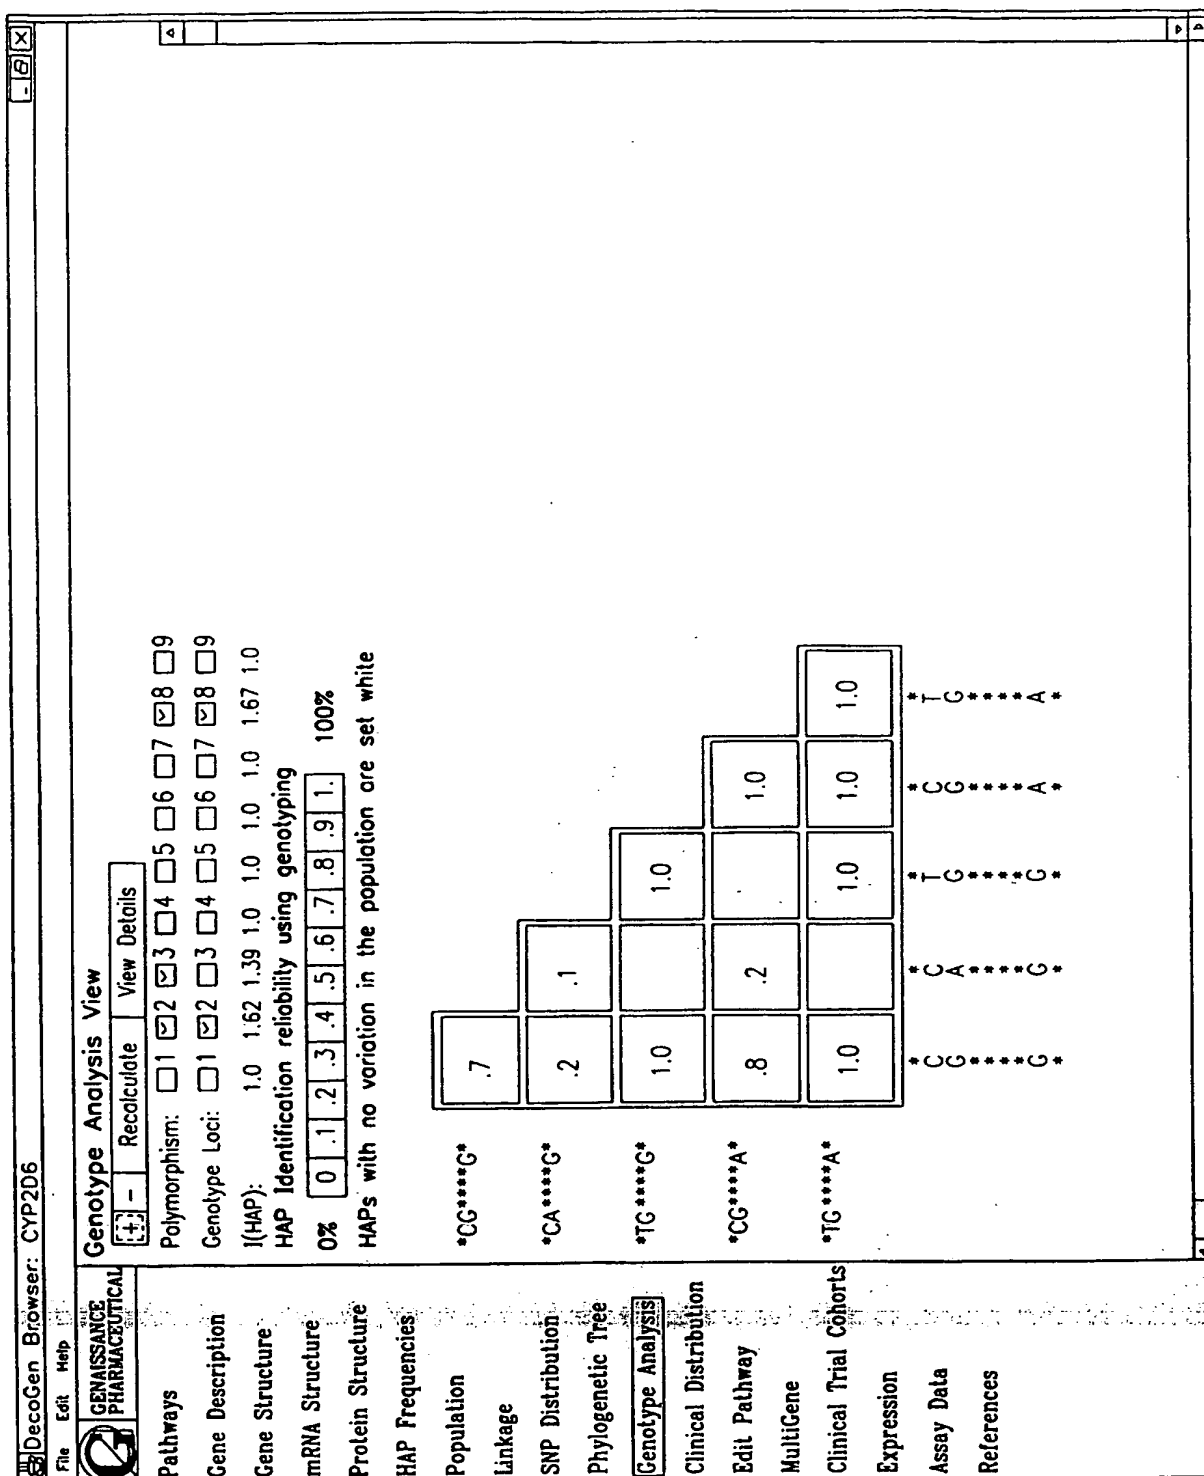 DecoGen Browser: CYP2D6
File Edit Help
GENAISSANCE
PHARMACEUTICAL
Pathways
Gene Description
Gene Structure
mRNA Structure
Protein Structure
HAP Frequencies
Population
Linkage
SNP Distribution
Phylogenetic Tree
Genotype Analysis
Clinical Distribution
Edit Pathway
MultiGene
Clinical Trial Cohorts
Expression
Assay Data
References
Genotype Analysis View
+ - Recalculate View Details
Polymorphism: 1 2 3 4 5 6 7 8 9
Genotype Loci: 1 2 3 4 5 6 7 8 9
I(HAP): 1.0 1.62 1.39 1.0 1.0 1.0 1.0 1.67 1.0
HAP Identification reliability using genotyping
0% 0 .1 .2 .3 .4 .5 .6 .7 .8 .9 1. 100%
HAPs with no variation in the population are set white
*CG****G* .7
*CA****G* .2 .1
*TG****G* 1.0 1.0
*CG****A* .8 .2 1.0
*TG****A* 1.0 1.0 1.0 1.0
*CG****G* *CA****G* *TG****G* *CG****A* *TG****A*